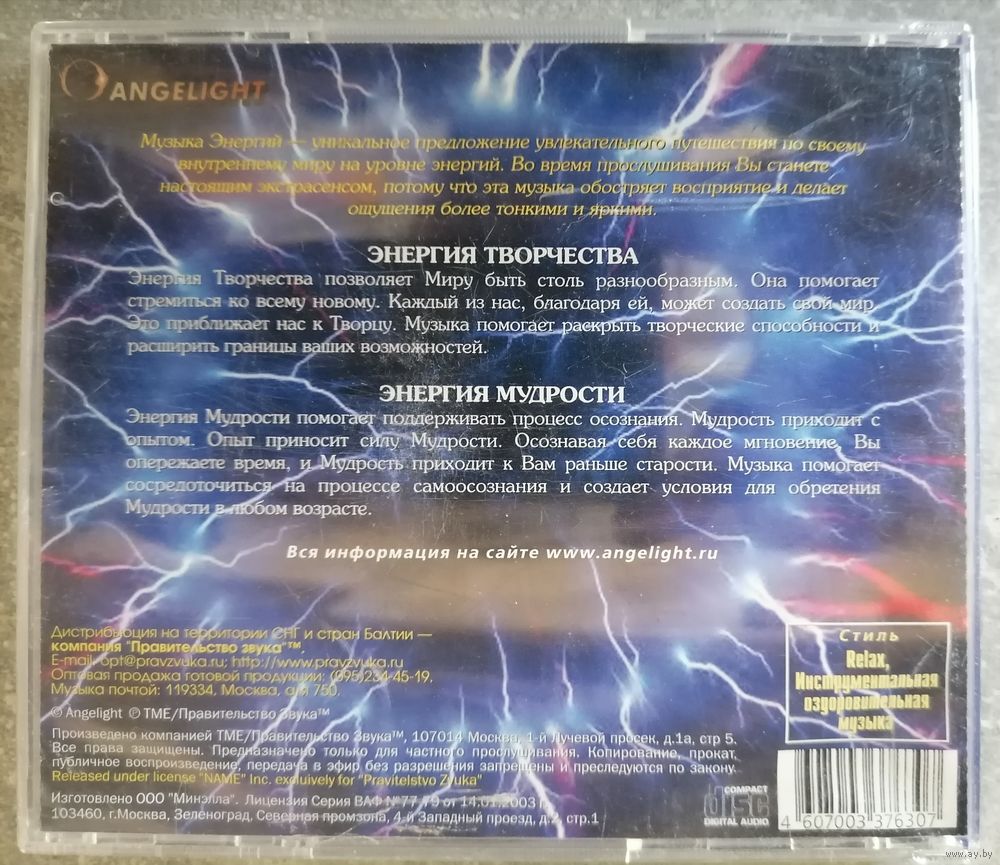 ANGELIGHT
Музыка Энергий — уникальное предложение увлекательного путешествия по своему
внутреннему миру на уровне энергий. Во время прослушивания Вы станете
настоящим экстрасенсом, потому что эта музыка обостряет восприятие и делает
ощущения более тонкими и яркими.
ЭНЕРГИЯ ТВОРЧЕСТВА
Энергия Творчества позволяет Миру быть столь разнообразным. Она помогает
стремиться ко всему новому. Каждый из нас, благодаря ей, может создать свой мир.
Это приближает нас к Творцу. Музыка помогает раскрыть творческие способности и
расширить границы ваших возможностей.
ЭНЕРГИЯ МУДРОСТИ
Энергия Мудрости помогает поддерживать процесс осознания. Мудрость приходит с
опытом. Опыт приносит силу Мудрости. Осознавая себя каждое мгновение, Вы
опережаете время, и Мудрость приходит к Вам раньше старости. Музыка помогает
сосредоточиться на процессе самоосознания и создает условия для обретения
Мудрости в любом возрасте.
Вся информация на сайте www.angelight.ru
Дистрибьюция на территории СНГ и стран Балтии —
компания "Правительство звука"™,
E-mail: opt@pravzvuka.ru; http://www.pravzvuka.ru
Оптовая продажа готовой продукции: (095)234-45-19,
Музыка почтой: 119334, Москва, а/я 750.
© Angelight ℗ TME/Правительство Звука™
Произведено компанией TME/Правительство Звука™, 107014 Москва, 1-й Лучевой просек, д.1а, стр 5.
Все права защищены. Предназначено только для частного прослушивания. Копирование, прокат,
публичное воспроизведение, передача в эфир без разрешения запрещены и преследуются по закону.
Released under license "NAME" Inc. exclusively for "Pravitelstvo Zvuka"
Изготовлено ООО "Минэлла". Лицензия Серия ВАФ №77-79 от 14.01.2003 г.
103460, г.Москва, Зеленоград, Северная промзона, 4-й Западный проезд, д.2, стр.1
Стиль
Relax,
Инструментальная
оздоровительная
музыка
COMPACT
disc
DIGITAL AUDIO
4 607003 376307
www.ay.by